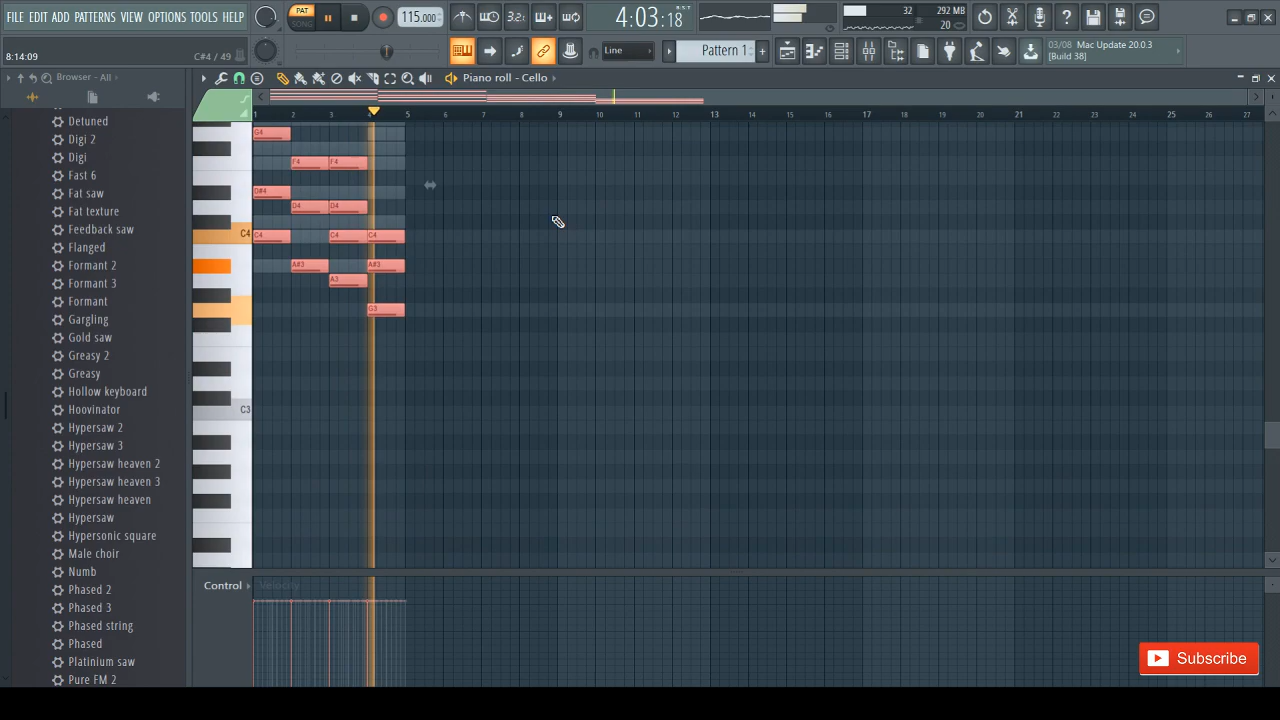 FILE EDIT ADD PATTERNS VIEW OPTIONS TOOLS HELP
PAT
SONG
115.000
3.2:
4:03:18
32
292 MB
20
8:14:09
C#4 / 49
Line
Pattern 1
03/08 Mac Update 20.0.3
[Build 38]
Browser - All
Piano roll - Cello
1 2 3 4 5 6 7 8 9 10 11 12 13 14 15 16 17 18 19 20 21 22 23 24 25 26 27
Detuned
Digi 2
Digi
Fast 6
Fat saw
Fat texture
Feedback saw
Flanged
Formant 2
Formant 3
Formant
Gargling
Gold saw
Greasy 2
Greasy
Hollow keyboard
Hoovinator
Hypersaw 2
Hypersaw 3
Hypersaw heaven 2
Hypersaw heaven 3
Hypersaw heaven
Hypersaw
Hypersonic square
Male choir
Numb
Phased 2
Phased 3
Phased string
Phased
Platinium saw
Pure FM 2
G4
F4 F4
D#4
D4 D4
C4
C4 C4 C4
A#3 A#3
A3
G3
C3
Control
Velocity
Subscribe